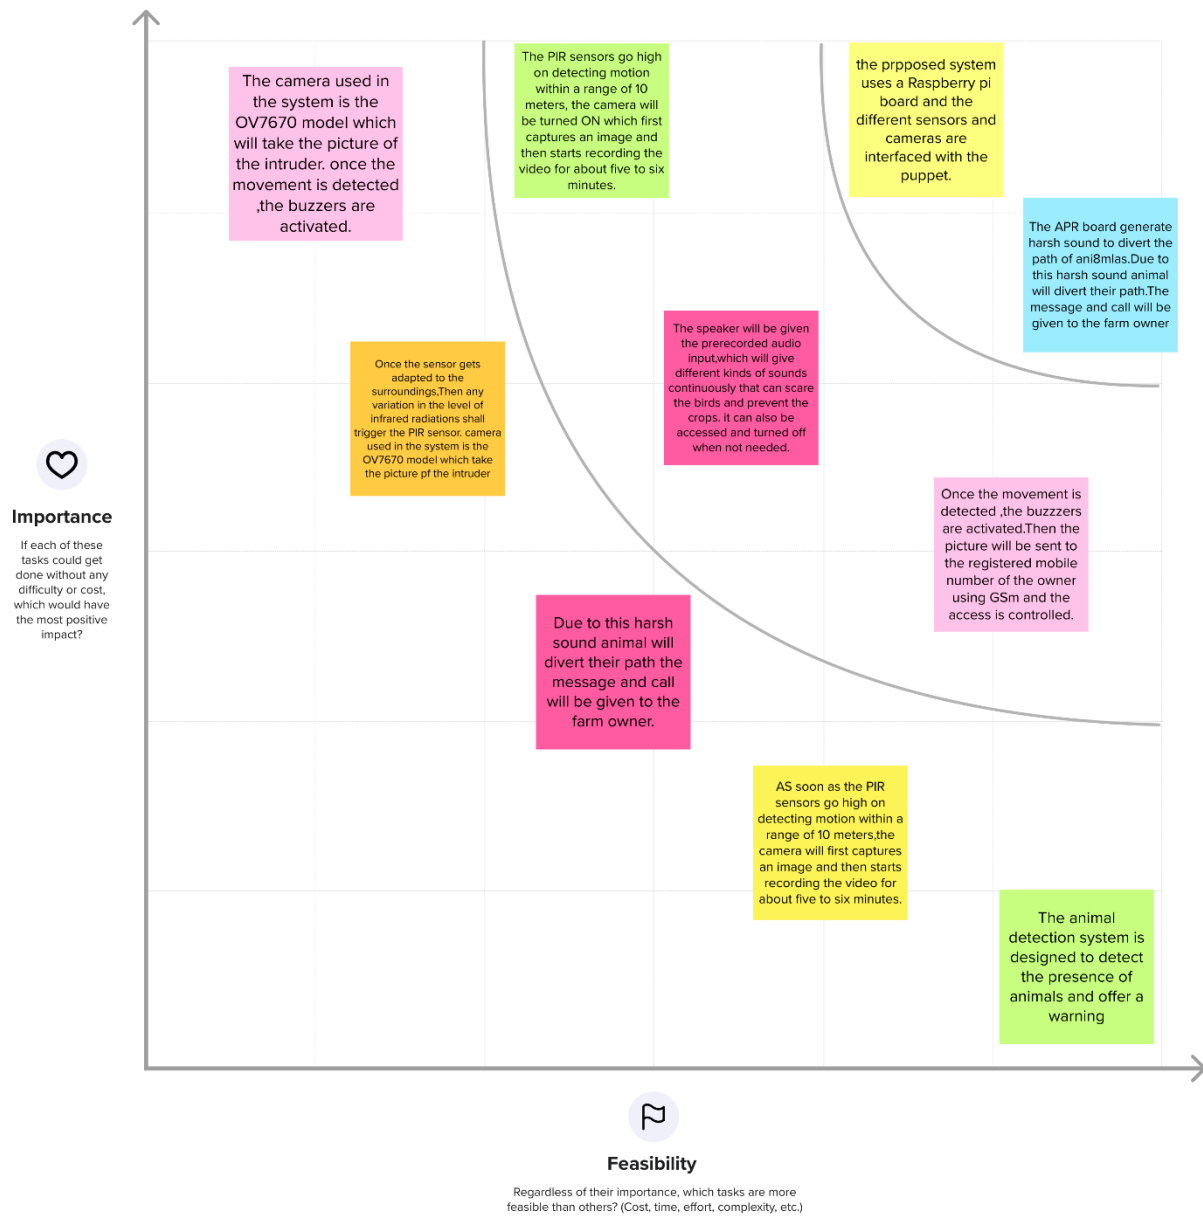 The camera used in
the system is the
OV7670 model which
will take the picture of
the intruder. once the
movement is detected
,the buzzers are
activated.
The PIR sensors go high
on detecting motion
within a range of 10
meters, the camera will
be turned ON which first
captures an image and
then starts recording the
video for about five to six
minutes.
the prpposed system
uses a Raspberry pi
board and the
different sensors and
cameras are
interfaced with the
puppet.
The APR board generate
harsh sound to divert the
path of ani8mlas.Due to
this harsh sound animal
will divert their path.The
message and call will be
given to the farm owner
Once the sensor gets
adapted to the
surroundings,Then any
variation in the level of
infrared radiations shall
trigger the PIR sensor. camera
used in the system is the
OV7670 model which take
the picture pf the intruder
The speaker will be given
the prerecorded audio
input,which will give
different kinds of sounds
continuously that can scare
the birds and prevent the
crops. it can also be
accessed and turned off
when not needed.
Once the movement is
detected ,the buzzzers
are activated.Then the
picture will be sent to
the registered mobile
number of the owner
using GSm and the
access is controlled.
Importance
If each of these
tasks could get
done without any
difficulty or cost,
which would have
the most positive
impact?
Due to this harsh
sound animal will
divert their path the
message and call
will be given to the
farm owner.
AS soon as the PIR
sensors go high on
detecting motion within a
range of 10 meters,the
camera will first captures
an image and then starts
recording the video for
about five to six minutes.
The animal
detection system is
designed to detect
the presence of
animals and offer a
warning
Feasibility
Regardless of their importance, which tasks are more
feasible than others? (Cost, time, effort, complexity, etc.)